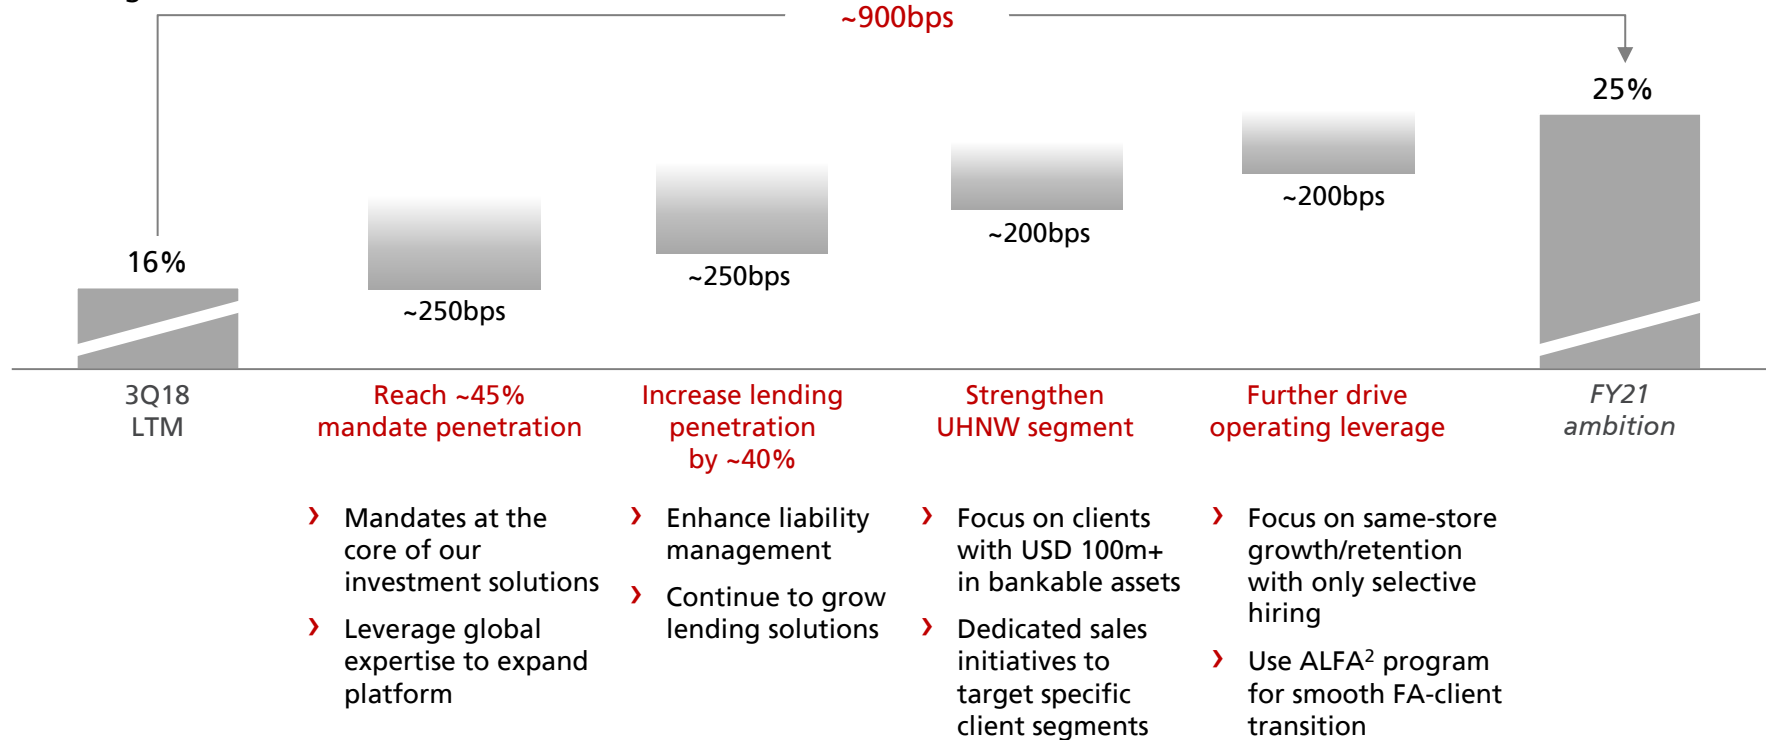 ~900bps
25%
16%
~250bps
~250bps
~200bps
~200bps
3Q18
LTM
Reach ~45%
mandate penetration
Increase lending
penetration
by ~40%
Strengthen
UHNW segment
Further drive
operating leverage
FY21
ambition
› Mandates at the
core of our
investment solutions
› Leverage global
expertise to expand
platform
› Enhance liability
management
› Continue to grow
lending solutions
› Focus on clients
with USD 100m+
in bankable assets
› Dedicated sales
initiatives to
target specific
client segments
› Focus on same-store
growth/retention
with only selective
hiring
› Use ALFA² program
for smooth FA-client
transition